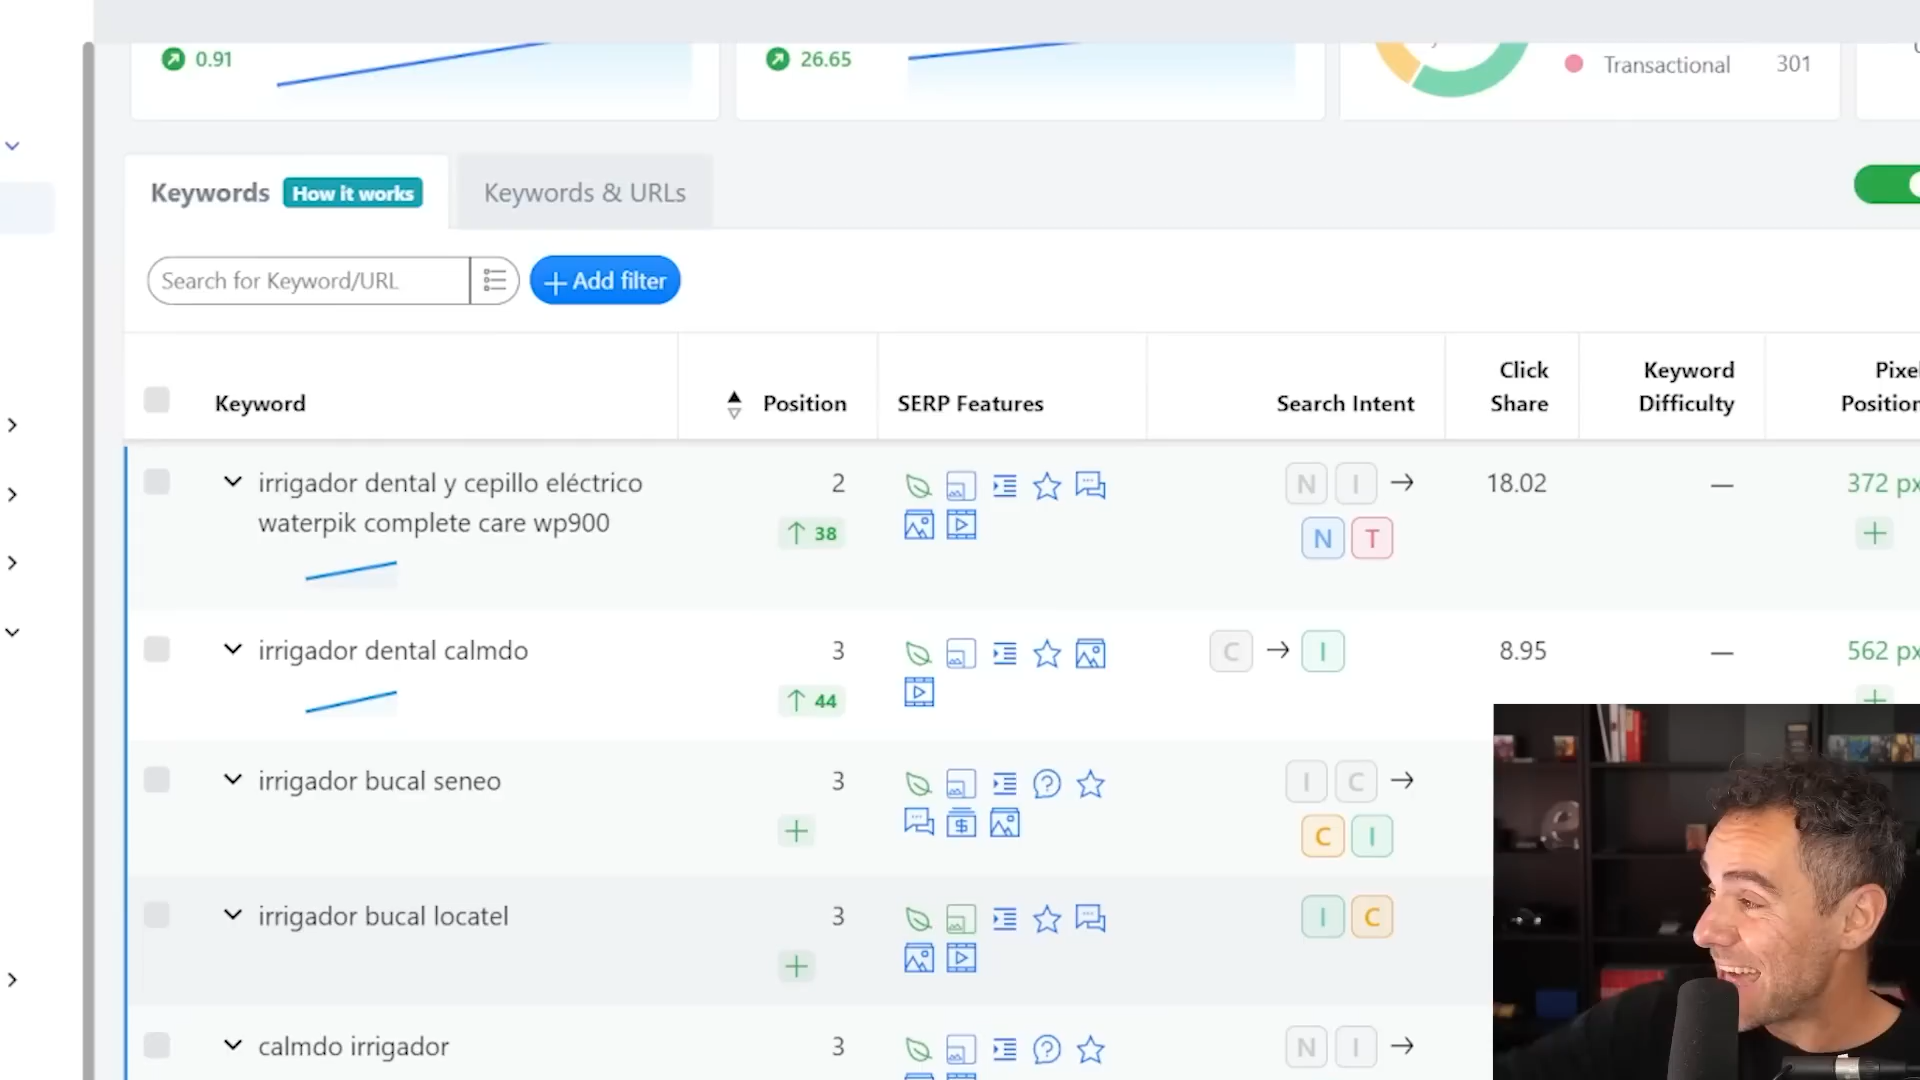 0.91
26.65
Transactional 301
Keywords How it works
Keywords & URLs
Search for Keyword/URL
+ Add filter
Keyword
Position
SERP Features
Search Intent
Click
Share
Keyword
Difficulty
Position
irrigador dental y cepillo eléctrico
waterpik complete care wp900
2
↑ 38
N I →
N T
18.02
—
372 px
+
irrigador dental calmdo
3
↑ 44
C → I
8.95
—
562 px
+
irrigador bucal seneo
3
+
I C →
C I
irrigador bucal locatel
3
+
I C
calmdo irrigador
3
N I →